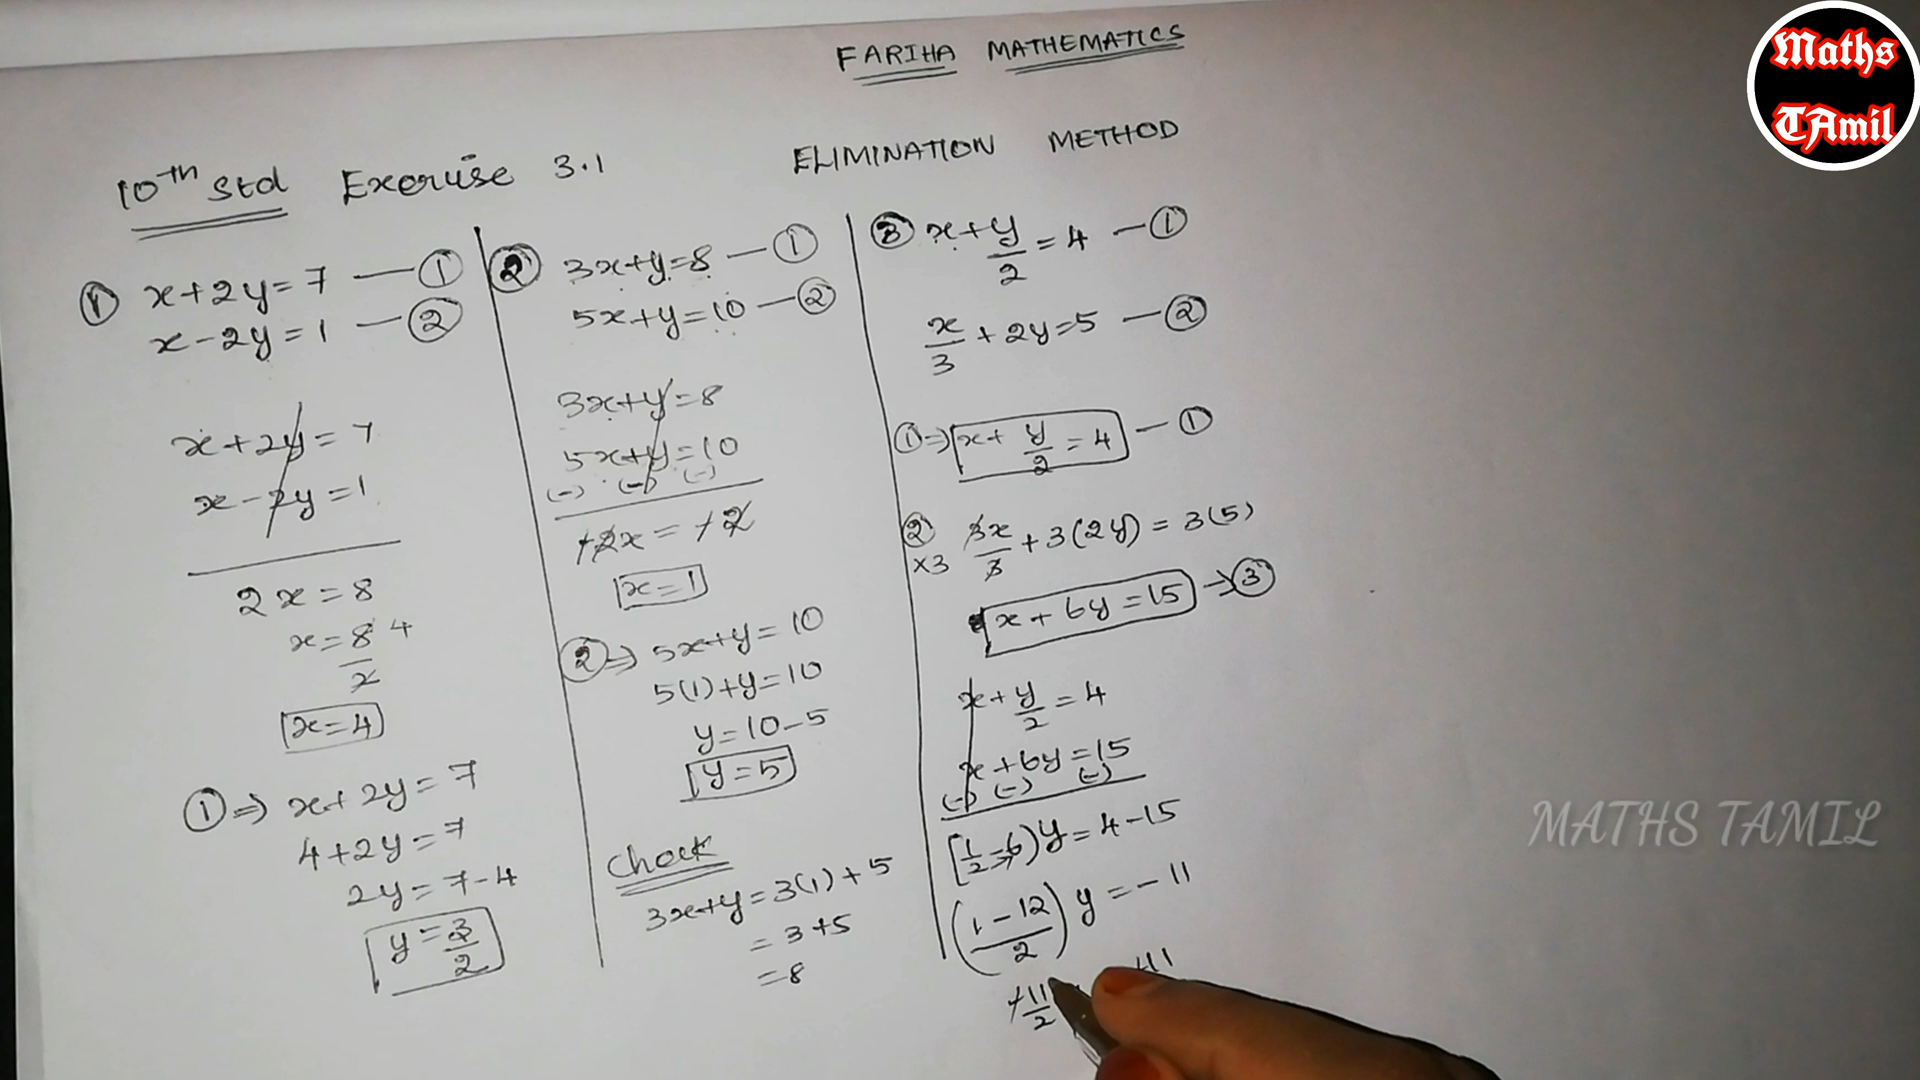 FARIHA MATHEMATICS
Maths
TAmil
10th Std Exercise 3.1
ELIMINATION METHOD
① x+2y=7 — ①
x-2y=1 — ②
x+2y=7
x-2y=1
2x=8
x=8/2 4
x=4
①⇒ x+2y=7
4+2y=7
2y=7-4
y=3/2
② 3x+y=8 — ①
5x+y=10 — ②
3x+y=8
5x+y=10
(-) (-) (-)
-2x=-2
x=1
②⇒ 5x+y=10
5(1)+y=10
y=10-5
y=5
Check
3x+y=3(1)+5
=3+5
=8
③ x+y/2=4 — ①
x/3+2y=5 — ②
①⇒ x+y/2=4 — ①
②×3 3x/3+3(2y)=3(5)
x+6y=15 → ③
x+y/2=4
x+6y=15
(-) (-) (-)
(1/2-6)y=4-15
((1-12)/2)y=-11
-11/2 -11
MATHS TAMIL